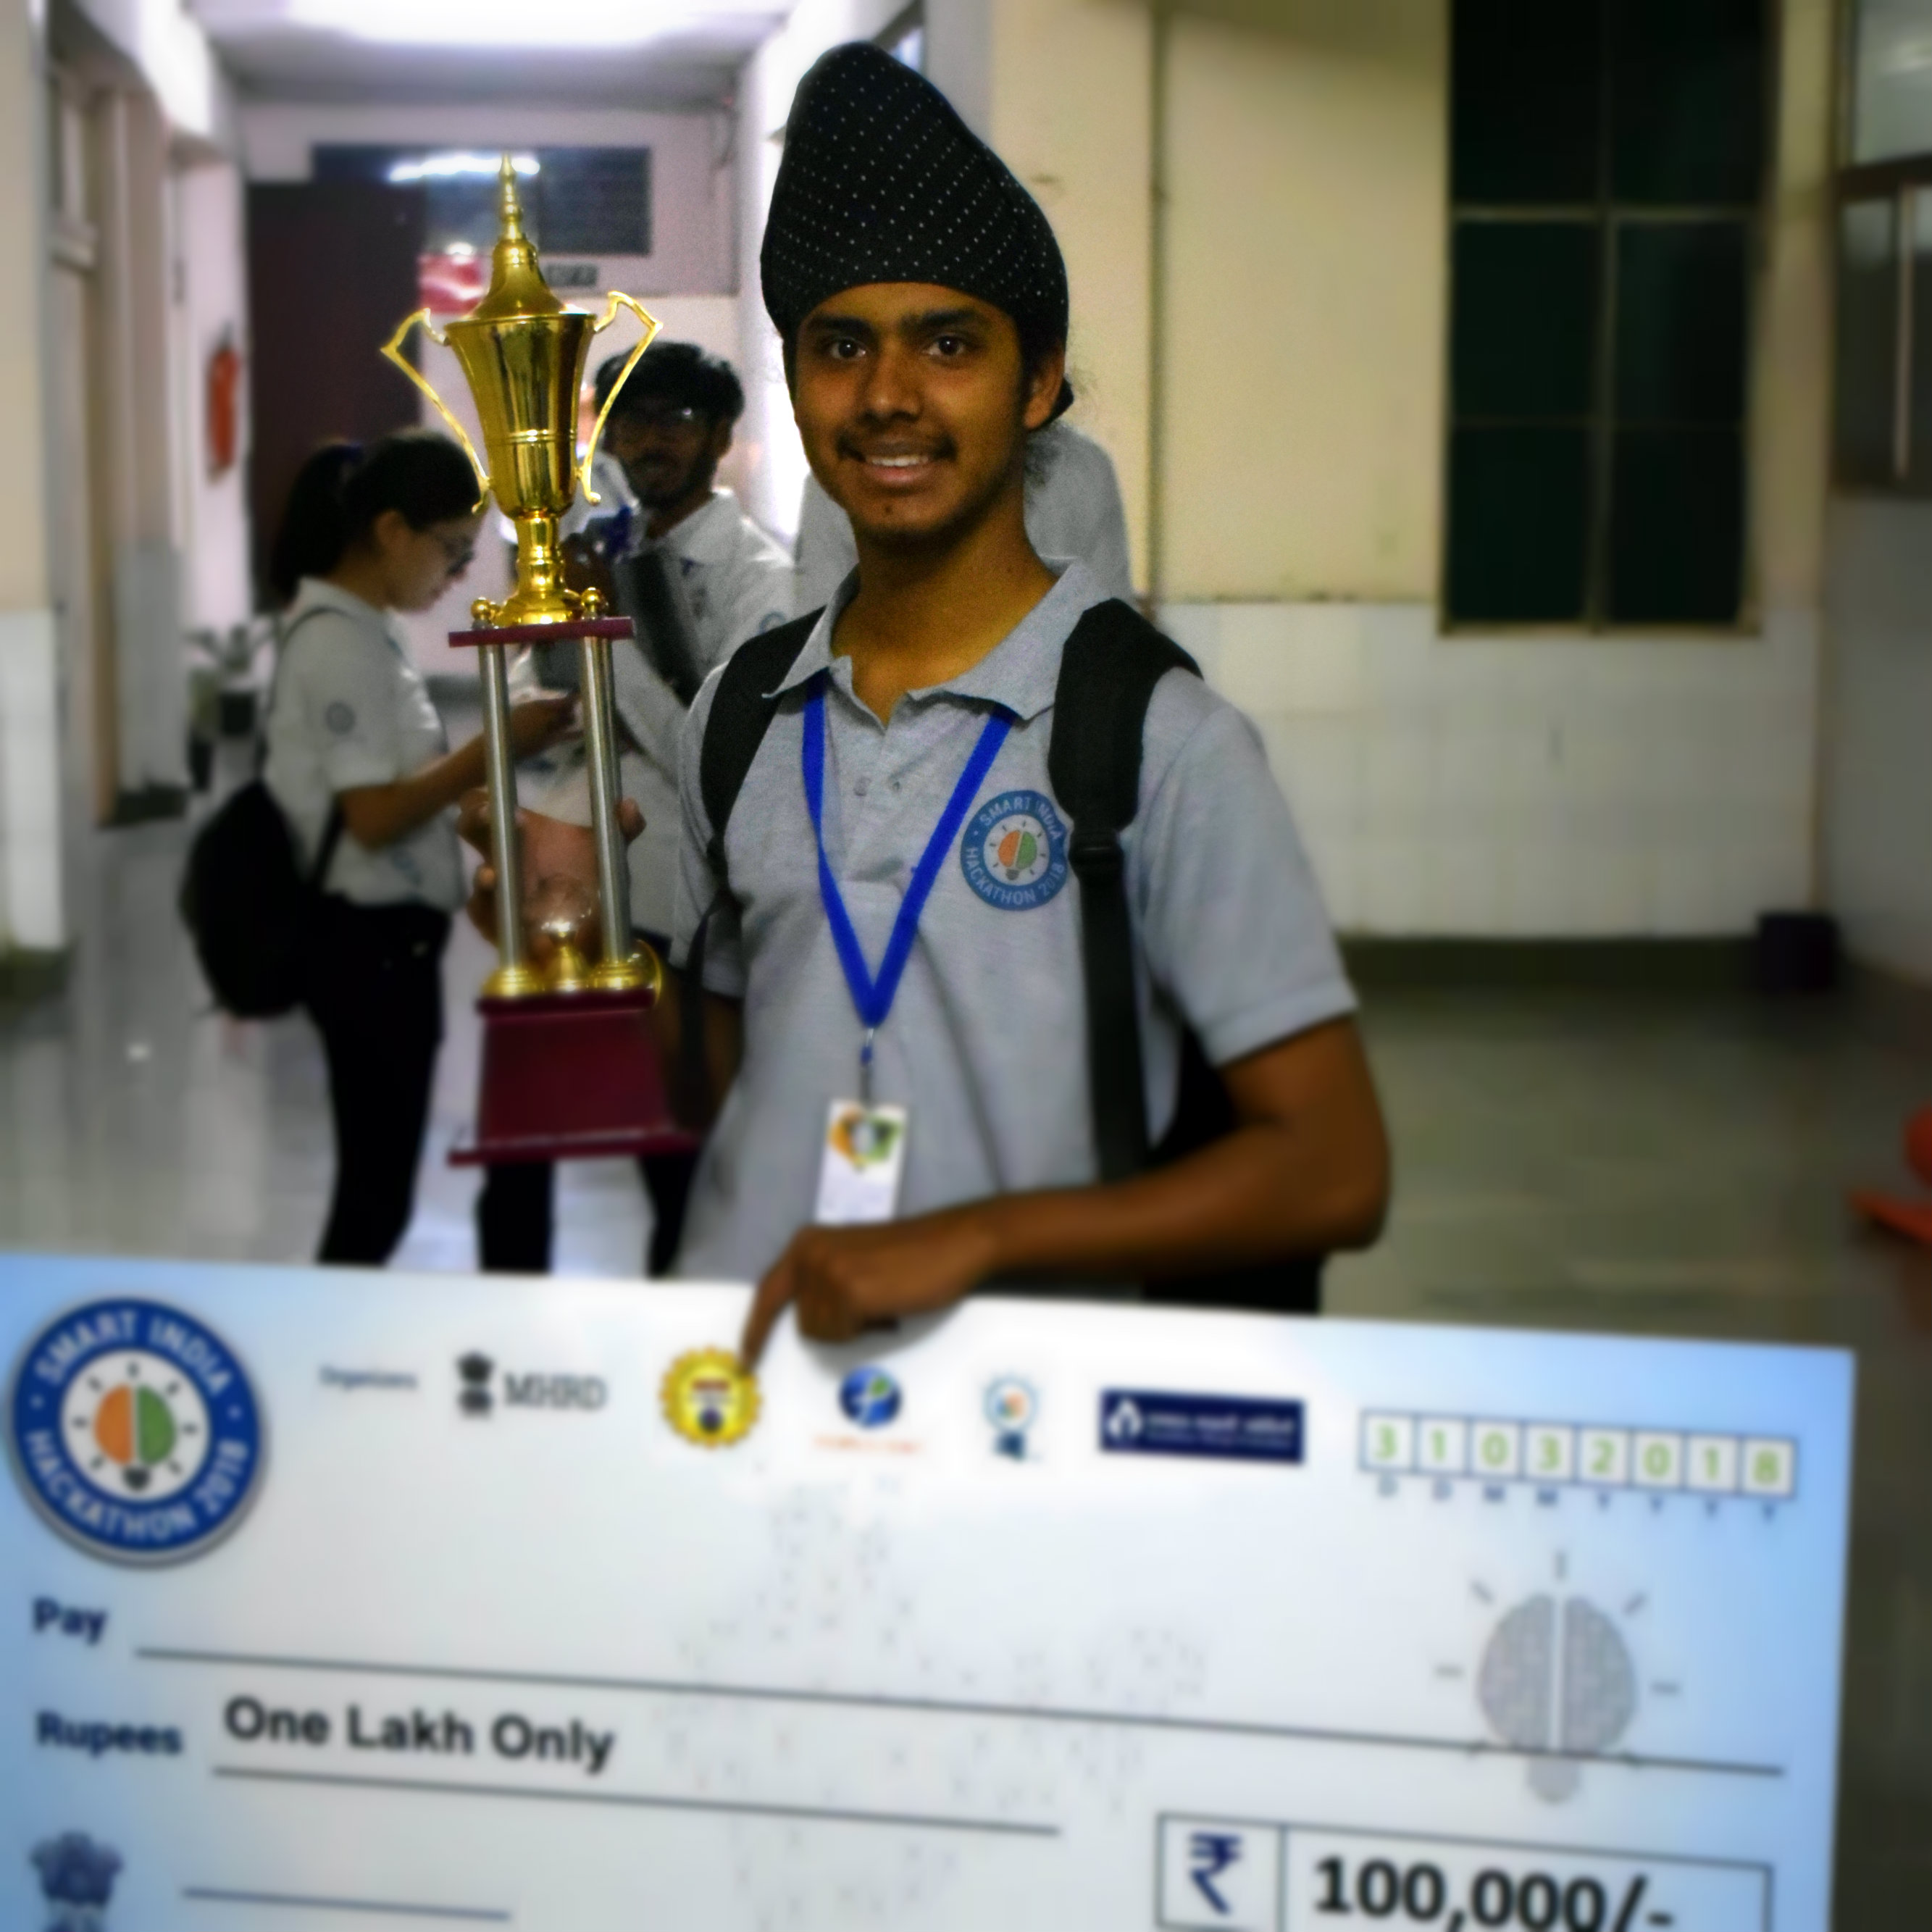 SMART INDIA
HACKATHON 2018
SMART INDIA
HACKATHON 2018
Organizers
MHRD
3 1 0 3 2 0 1 8
D D M M Y Y Y Y
Pay
Rupees One Lakh Only
₹ 100,000/-